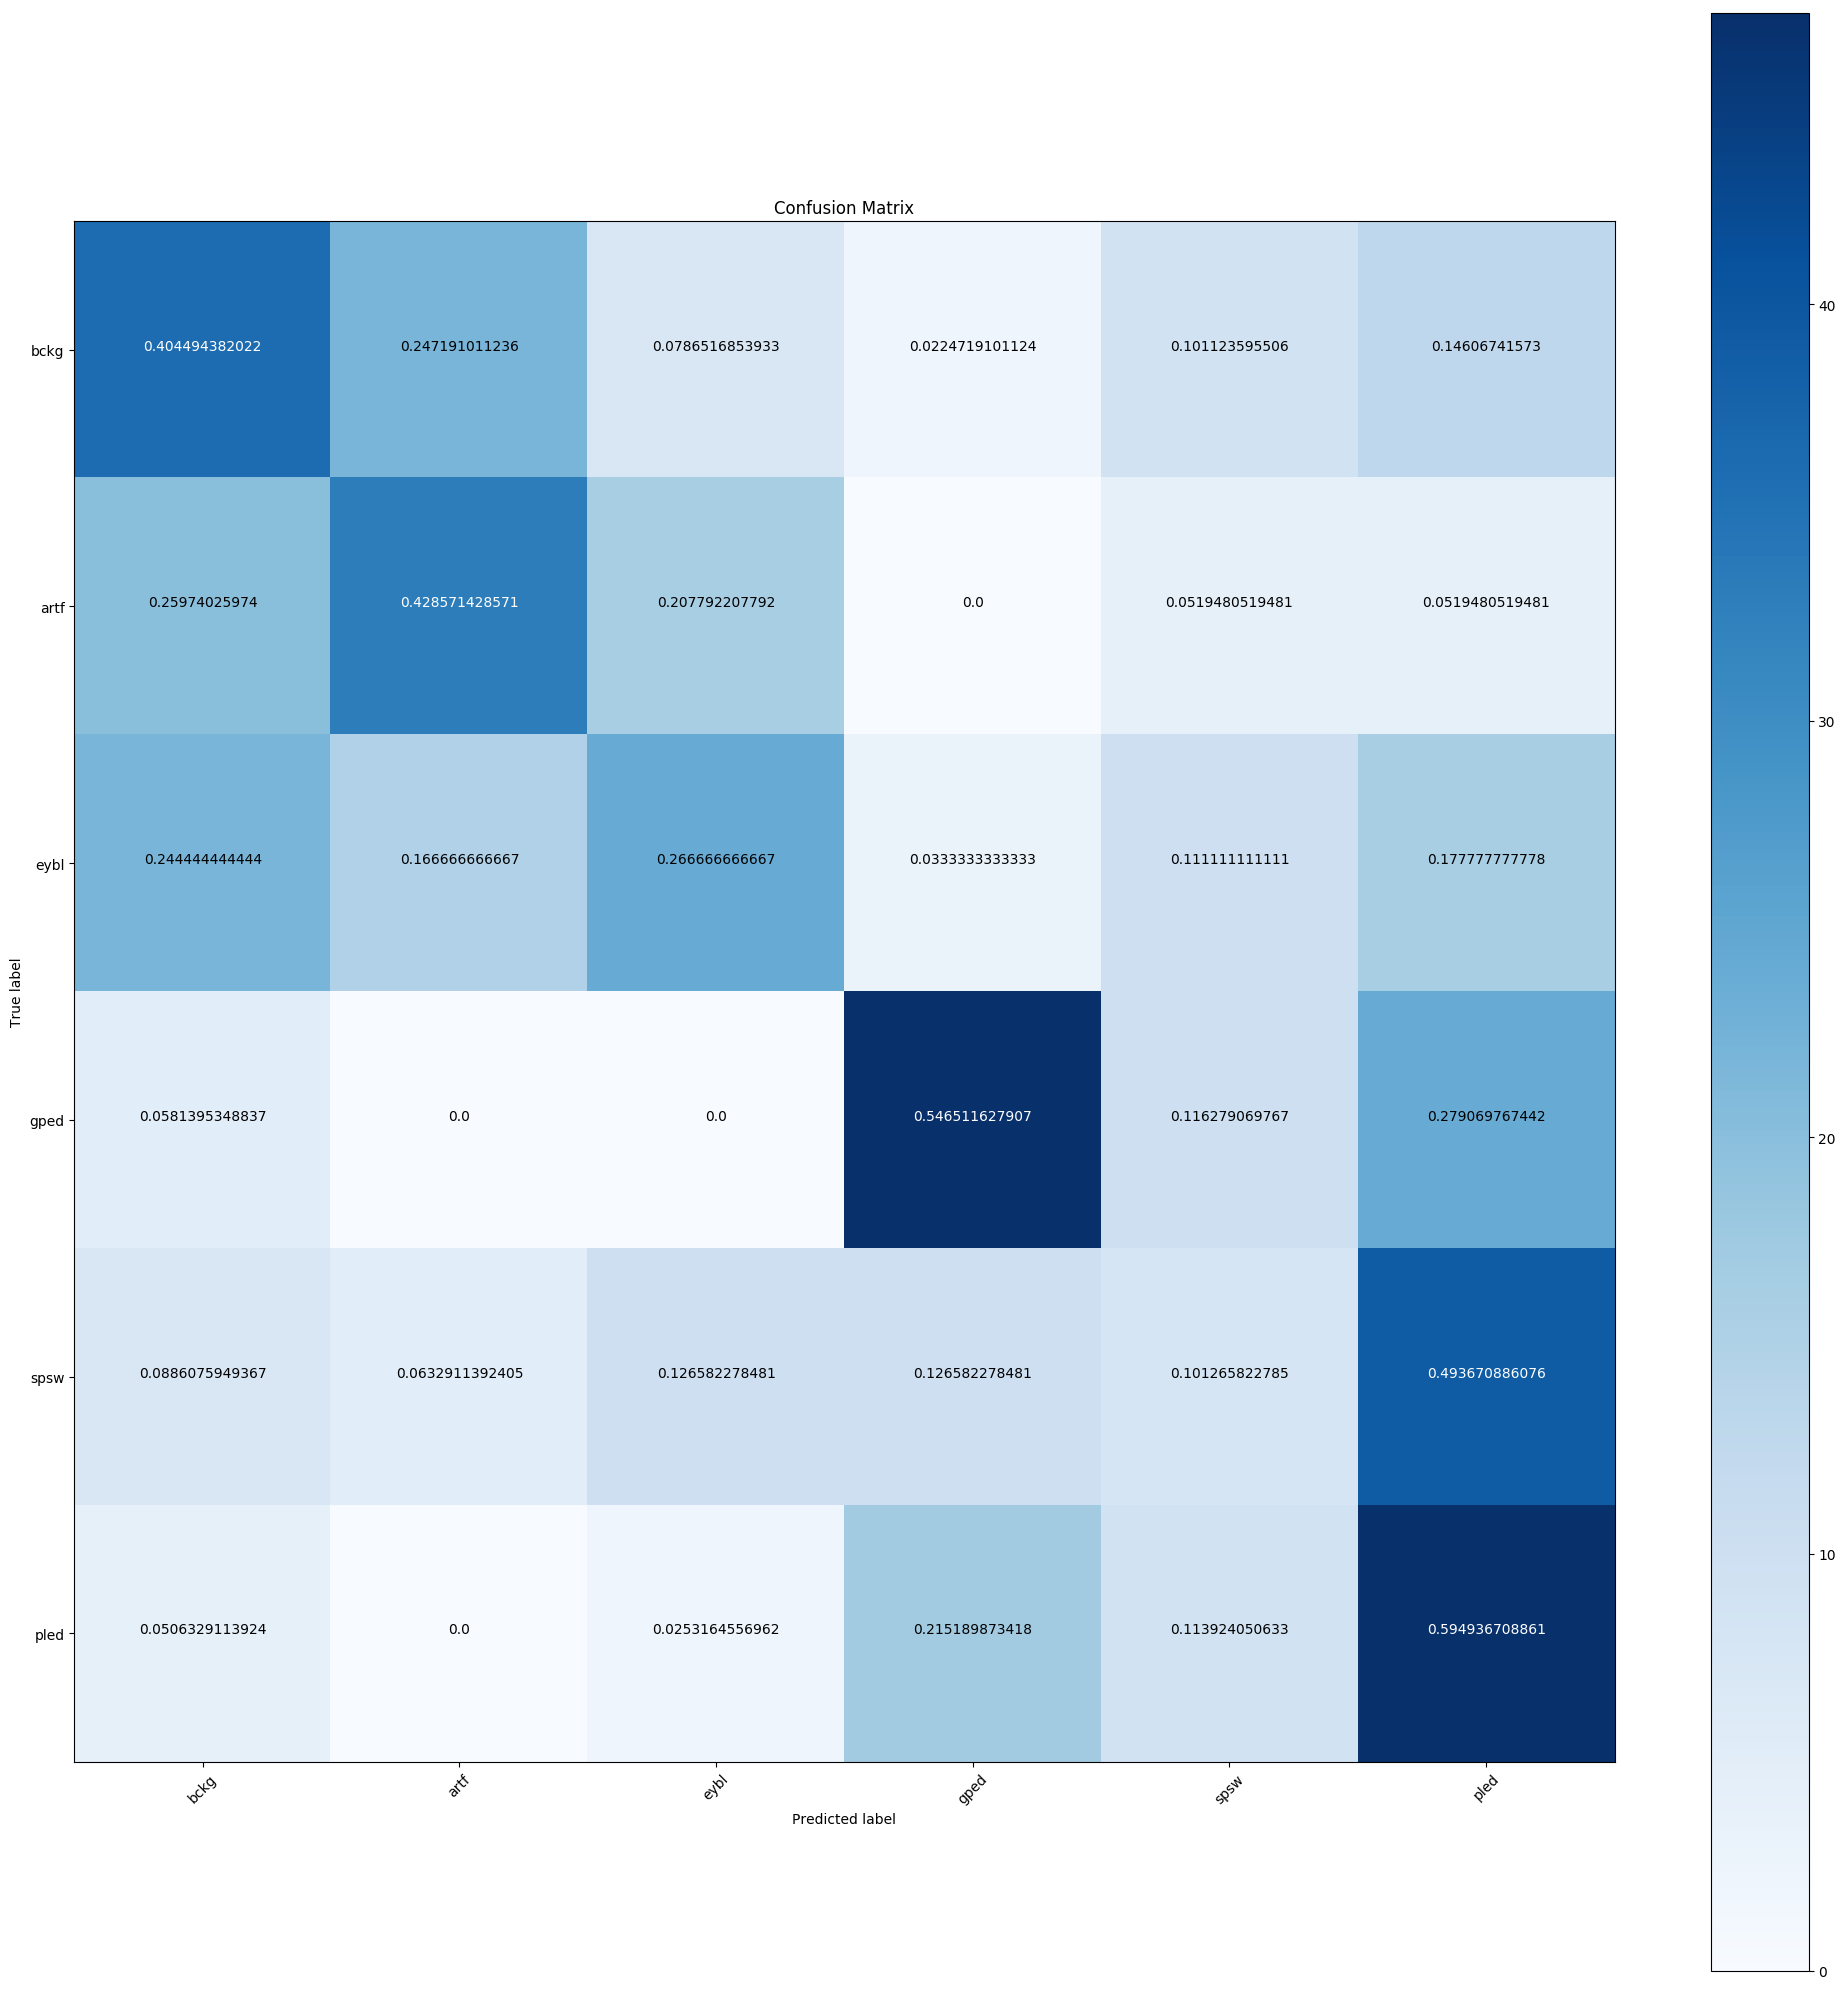 Confusion Matrix
40
bckg 0.404494382022 0.247191011236 0.0786516853933 0.0224719101124 0.101123595506 0.14606741573
artf 0.25974025974 0.428571428571 0.207792207792 0.0 0.0519480519481 0.0519480519481
30
eybl 0.244444444444 0.166666666667 0.266666666667 0.0333333333333 0.111111111111 0.177777777778
True label
gped 0.0581395348837 0.0 0.0 0.546511627907 0.116279069767 0.279069767442
20
spsw 0.0886075949367 0.0632911392405 0.126582278481 0.126582278481 0.101265822785 0.493670886076
10
pled 0.0506329113924 0.0 0.0253164556962 0.215189873418 0.113924050633 0.594936708861
bckg artf eybl gped spsw pled
Predicted label
0